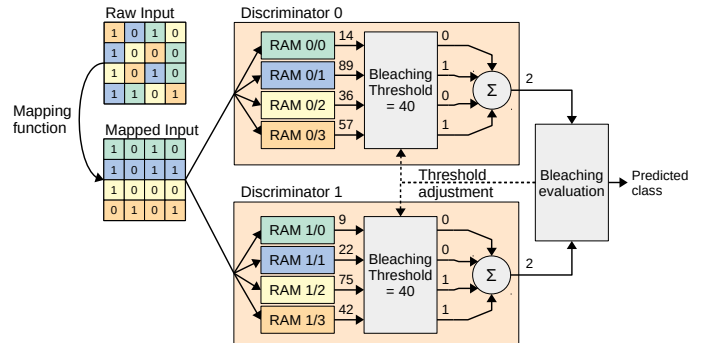 Raw Input
1 0 1 0
1 0 0 0
1 0 1 0
1 1 0 1
Mapping
function
Mapped Input
1 0 1 0
1 0 1 1
1 0 0 0
0 1 0 1
Discriminator 0
RAM 0/0 14
RAM 0/1 89
RAM 0/2 36
RAM 0/3 57
Bleaching
Threshold
= 40
0
1
0
1
Σ
2
Threshold
adjustment
Bleaching
evaluation
Predicted
class
Discriminator 1
RAM 1/0 9
RAM 1/1 22
RAM 1/2 75
RAM 1/3 42
Bleaching
Threshold
= 40
0
0
1
1
Σ
2